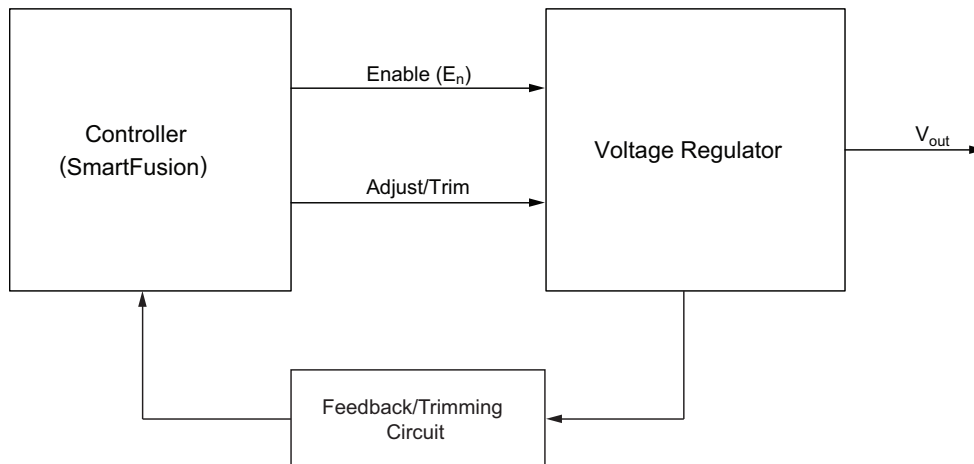 Enable (En)
Controller
(SmartFusion)
Voltage Regulator
Vout
Adjust/Trim
Feedback/Trimming
Circuit